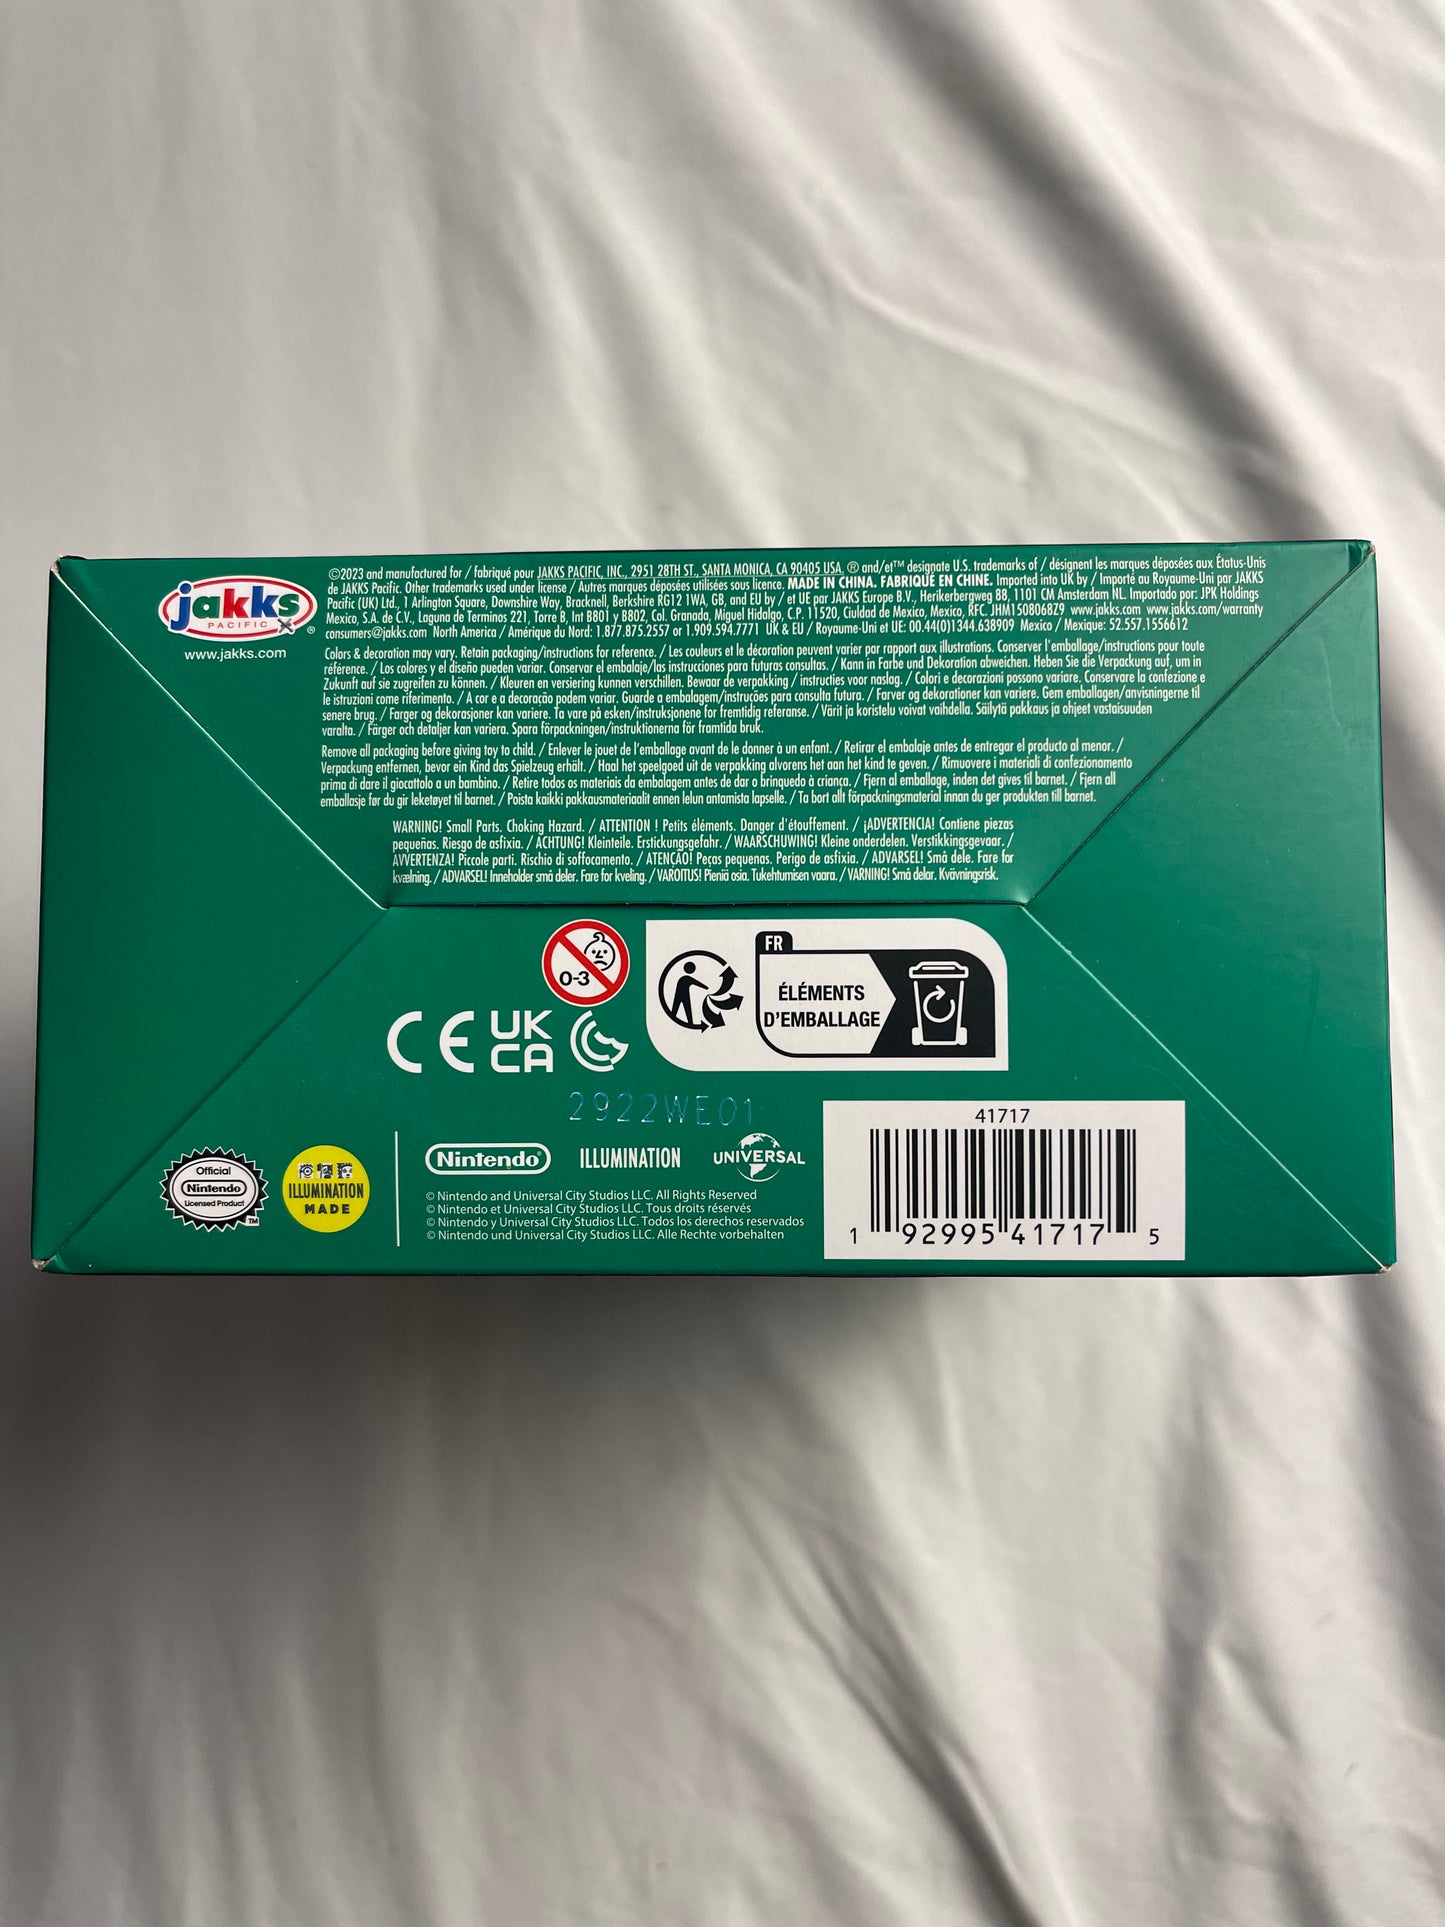 jakks
PACIFIC
®
www.jakks.com
©2023 and manufactured for / fabriqué pour JAKKS PACIFIC, INC., 2951 28TH ST., SANTA MONICA, CA 90405 USA. ® and/et™ designate U.S. trademarks of / désignent les marques déposées aux États-Unis
de JAKKS Pacific. Other trademarks used under license / Autres marques déposées utilisées sous licence. MADE IN CHINA. FABRIQUÉ EN CHINE. Imported into UK by / Importé au Royaume-Uni par JAKKS
Pacific (UK) Ltd., 1 Arlington Square, Downshire Way, Bracknell, Berkshire RG12 1WA, GB, and EU by / et UE par JAKKS Europe B.V., Herikerbergweg 88, 1101 CM Amsterdam NL. Importado por: JPK Holdings
Mexico, S.A. de C.V., Laguna de Terminos 221, Torre B, Int B801 y B802, Col. Granada, Miguel Hidalgo, C.P. 11520, Ciuldad de Mexico, Mexico, RFC. JHM1508068Z9 www.jakks.com www.jakks.com/warranty
consumers@jakks.com North America / Amérique du Nord: 1.877.875.2557 or 1.909.594.7771 UK & EU / Royaume-Uni et UE: 00.44(0)1344.638909 Mexico / Mexique: 52.557.1556612
Colors & decoration may vary. Retain packaging/instructions for reference. / Les couleurs et le décoration peuvent varier par rapport aux illustrations. Conserver l'emballage/instructions pour toute
référence. / Los colores y el diseño pueden variar. Conservar el embalaje/las instrucciones para futuras consultas. / Kann in Farbe und Dekoration abweichen. Heben Sie die Verpackung auf, um in
Zukunft auf sie zugreifen zu können. / Kleuren en versiering kunnen verschillen. Bewaar de verpakking / instructies voor naslag. / Colori e decorazioni possono variare. Conservare la confezione e
le istruzioni come riferimento. / A cor e a decoração podem variar. Guarde a embalagem/instruções para consulta futura. / Farver og dekorationer kan variere. Gem emballagen/anvisningerne til
senere brug. / Farger og dekorasjoner kan variere. Ta vare på esken/instruksjonene for fremtidig referanse. / Värit ja koristelu voivat vaihdella. Säilytä pakkaus ja ohjeet vastaisuuden
varalta. / Färger och detaljer kan variera. Spara förpackningen/instruktionerna för framtida bruk.
Remove all packaging before giving toy to child. / Enlever le jouet de l'emballage avant de le donner à un enfant. / Retirar el embalaje antes de entregar el producto al menor. /
Verpackung entfernen, bevor ein Kind das Spielzeug erhält. / Haal het speelgoed uit de verpakking alvorens het aan het kind te geven. / Rimuovere i materiali di confezionamento
prima di dare il giocattolo a un bambino. / Retire todos os materiais da embalagem antes de dar o brinquedo à criança. / Fjern al emballage, inden det gives til barnet. / Fjern all
emballasje før du gir leketøyet til barnet. / Poista kaikki pakkausmateriaalit ennen lelun antamista lapselle. / Ta bort allt förpackningsmaterial innan du ger produkten till barnet.
WARNING! Small Parts. Choking Hazard. / ATTENTION ! Petits éléments. Danger d'étouffement. / ¡ADVERTENCIA! Contiene piezas
pequeñas. Riesgo de asfixia. / ACHTUNG! Kleinteile. Erstickungsgefahr. / WAARSCHUWING! Kleine onderdelen. Verstikkingsgevaar. /
AVVERTENZA! Piccole parti. Rischio di soffocamento. / ATENÇÃO! Peças pequenas. Perigo de asfixia. / ADVARSEL! Små dele. Fare for
kvælning. / ADVARSEL! Inneholder små deler. Fare for kveling. / VAROITUS! Pieniä osia. Tukehtumisen vaara. / VARNING! Små delar. Kvävningsrisk.
0-3
FR
ÉLÉMENTS
D'EMBALLAGE
CE
UK
CA
2922WE01
Official
Nintendo
Licensed Product
TM
ILLUMINATION
MADE
Nintendo ILLUMINATION UNIVERSAL
© Nintendo and Universal City Studios LLC. All Rights Reserved
© Nintendo et Universal City Studios LLC. Tous droits réservés
© Nintendo y Universal City Studios LLC. Todos los derechos reservados
© Nintendo und Universal City Studios LLC. Alle Rechte vorbehalten
41717
1 92995 41717 5